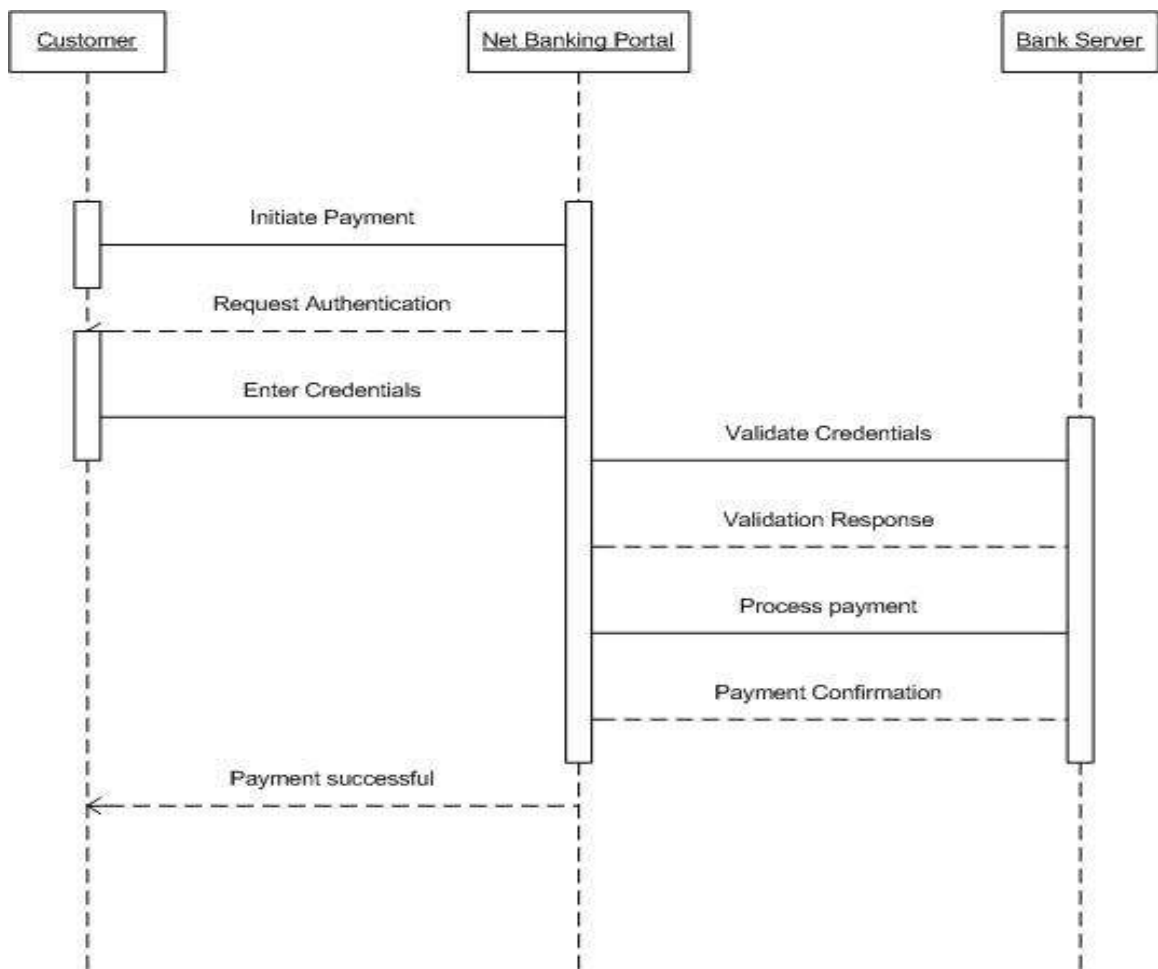 Customer
Net Banking Portal
Bank Server
Initiate Payment
Request Authentication
Enter Credentials
Validate Credentials
Validation Response
Process payment
Payment Confirmation
Payment successful